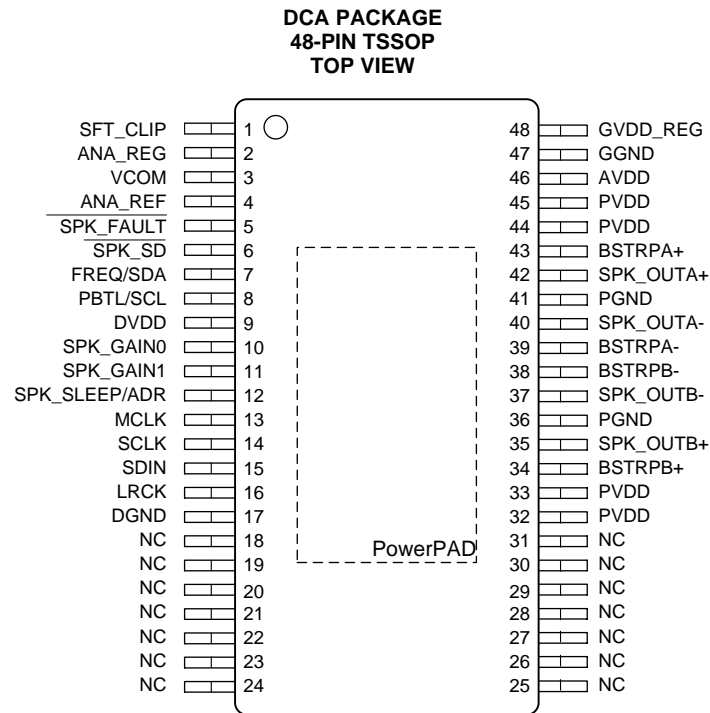 DCA PACKAGE
48-PIN TSSOP
TOP VIEW
SFT_CLIP 1 48 GVDD_REG
ANA_REG 2 47 GGND
VCOM 3 46 AVDD
ANA_REF 4 45 PVDD
SPK_FAULT 5 44 PVDD
SPK_SD 6 43 BSTRPA+
FREQ/SDA 7 42 SPK_OUTA+
PBTL/SCL 8 41 PGND
DVDD 9 40 SPK_OUTA-
SPK_GAIN0 10 39 BSTRPA-
SPK_GAIN1 11 38 BSTRPB-
SPK_SLEEP/ADR 12 37 SPK_OUTB-
MCLK 13 36 PGND
SCLK 14 35 SPK_OUTB+
SDIN 15 34 BSTRPB+
LRCK 16 33 PVDD
DGND 17 32 PVDD
NC 18 PowerPAD 31 NC
NC 19 30 NC
NC 20 29 NC
NC 21 28 NC
NC 22 27 NC
NC 23 26 NC
NC 24 25 NC